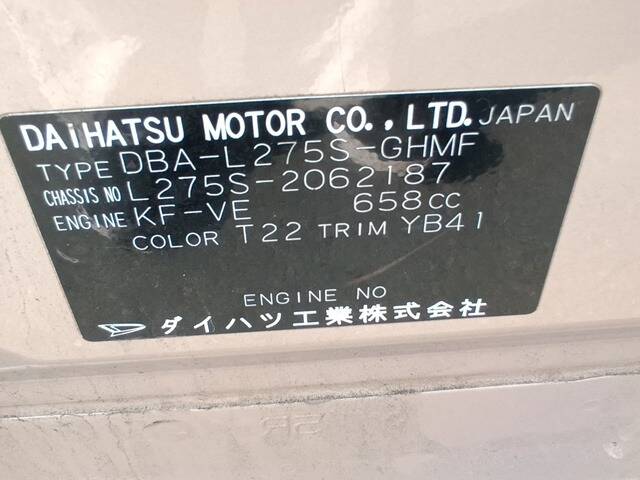 DAiHATSU MOTOR CO., LTD. JAPAN
TYPE DBA-L275S-GHMF
CHASSIS NO L275S-2062187
ENGINE KF-VE 658CC
COLOR T22 TRIM YB41
ENGINE NO
ダイハツ工業株式会社